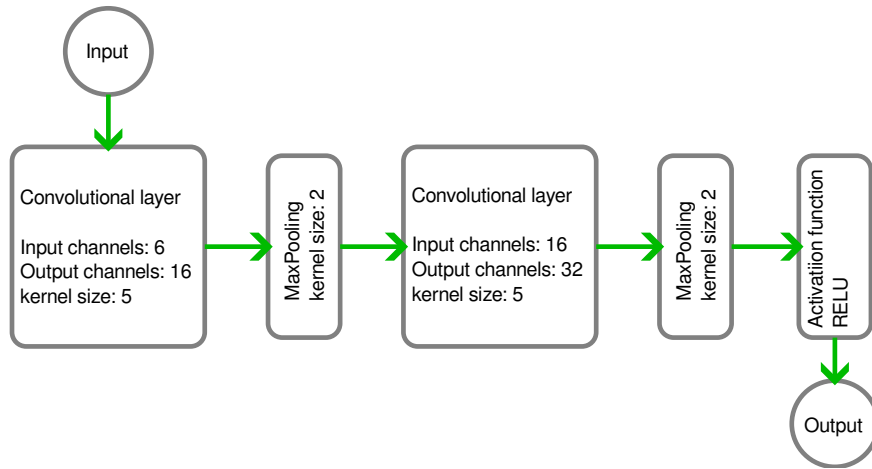 Input
Convolutional layer
Input channels: 6
Output channels: 16
kernel size: 5
MaxPooling
kernel size: 2
Convolutional layer
Input channels: 16
Output channels: 32
kernel size: 5
MaxPooling
kernel size: 2
Activatiion function
RELU
Output